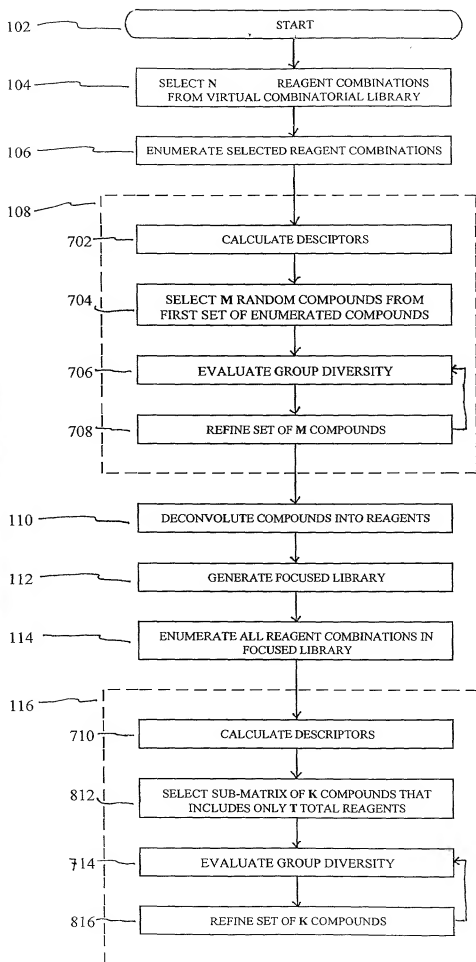 102 START
104 SELECT N REAGENT COMBINATIONS
FROM VIRTUAL COMBINATORIAL LIBRARY
106 ENUMERATE SELECTED REAGENT COMBINATIONS
108
702 CALCULATE DESCIPTORS
704 SELECT M RANDOM COMPOUNDS FROM
FIRST SET OF ENUMERATED COMPOUNDS
706 EVALUATE GROUP DIVERSITY
708 REFINE SET OF M COMPOUNDS
110 DECONVOLUTE COMPOUNDS INTO REAGENTS
112 GENERATE FOCUSED LIBRARY
114 ENUMERATE ALL REAGENT COMBINATIONS IN
FOCUSED LIBRARY
116
710 CALCULATE DESCRIPTORS
812 SELECT SUB-MATRIX OF K COMPOUNDS THAT
INCLUDES ONLY T TOTAL REAGENTS
714 EVALUATE GROUP DIVERSITY
816 REFINE SET OF K COMPOUNDS